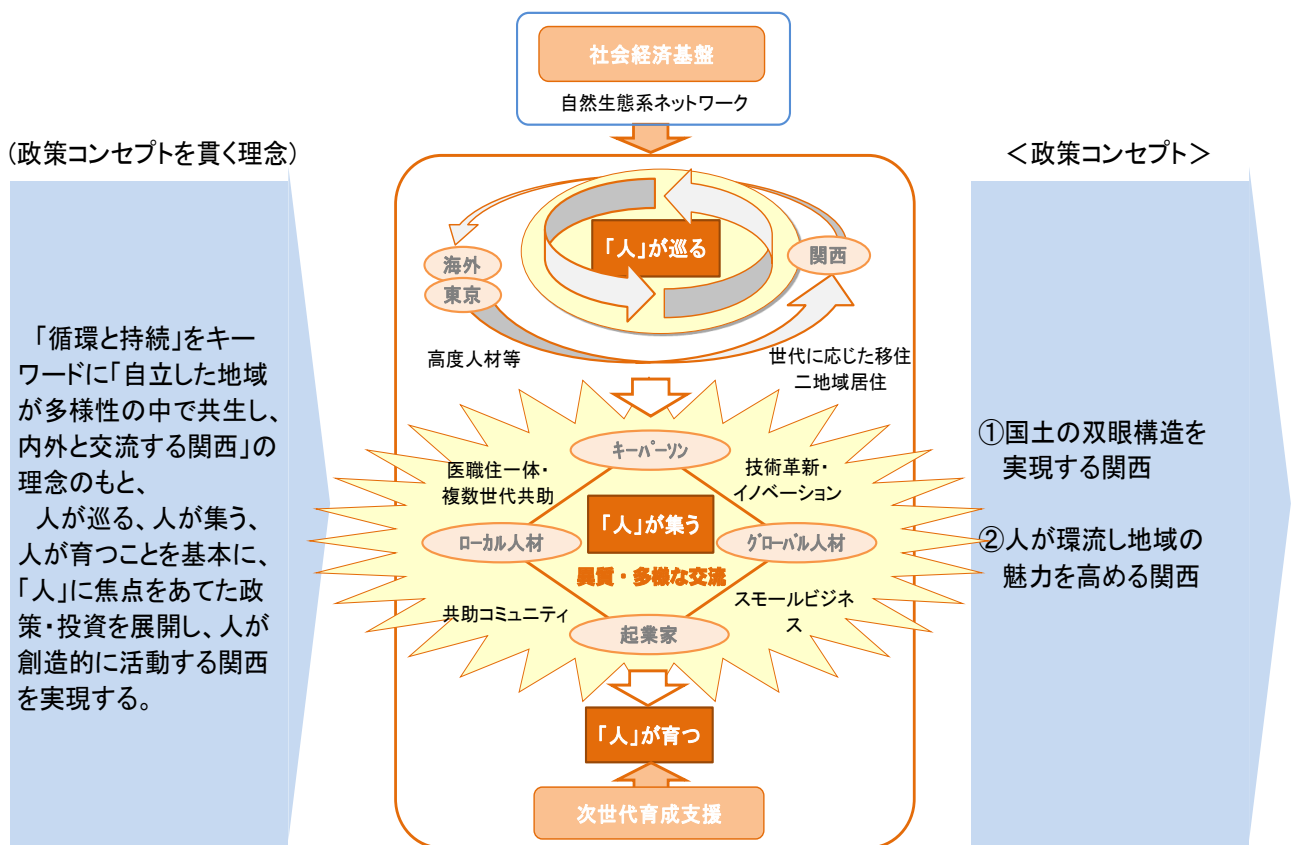 社会経済基盤
自然生態系ネットワーク
(政策コンセプトを貫く理念)
「循環と持続」をキー
ワードに「自立した地域
が多様性の中で共生し、
内外と交流する関西」の
理念のもと、
人が巡る、人が集う、
人が育つことを基本に、
「人」に焦点をあてた政
策・投資を展開し、人が
創造的に活動する関西
を実現する。
「人」が巡る
海外
東京
関西
高度人材等
世代に応じた移住
二地域居住
キーパーソン
医職住一体・
複数世代共助
技術革新・
イノベーション
「人」が集う
ローカル人材
グローバル人材
異質・多様な交流
共助コミュニティ
スモールビジネ
ス
起業家
「人」が育つ
次世代育成支援
＜政策コンセプト＞
①国土の双眼構造を
実現する関西
②人が環流し地域の
魅力を高める関西